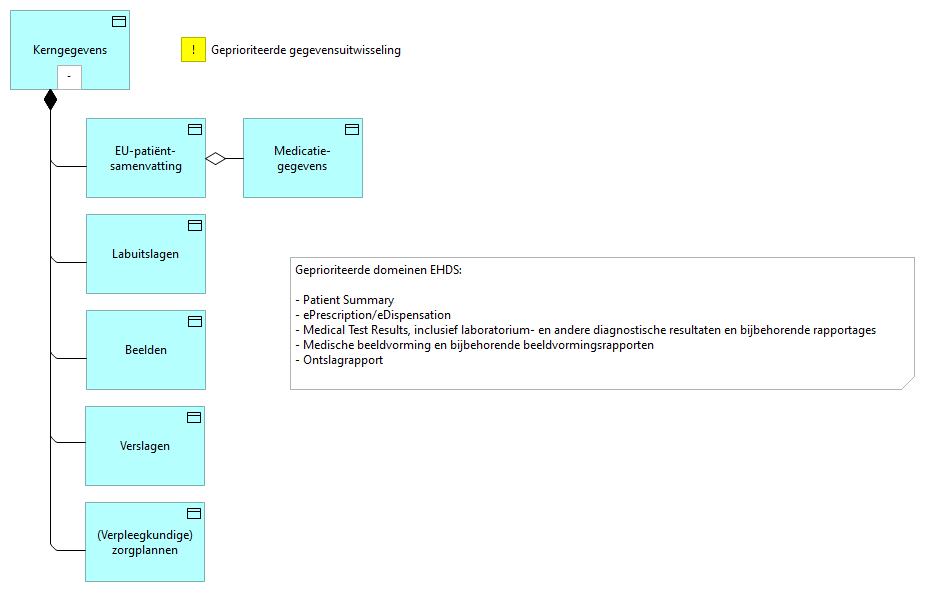 Kerngegevens
-
! Geprioriteerde gegevensuitwisseling
EU-patiënt-
samenvatting
Medicatie-
gegevens
Labuitslagen
Beelden
Verslagen
(Verpleegkundige)
zorgplannen
Geprioriteerde domeinen EHDS:
- Patient Summary
- ePrescription/eDispensation
- Medical Test Results, inclusief laboratorium- en andere diagnostische resultaten en bijbehorende rapportages
- Medische beeldvorming en bijbehorende beeldvormingsrapporten
- Ontslagrapport